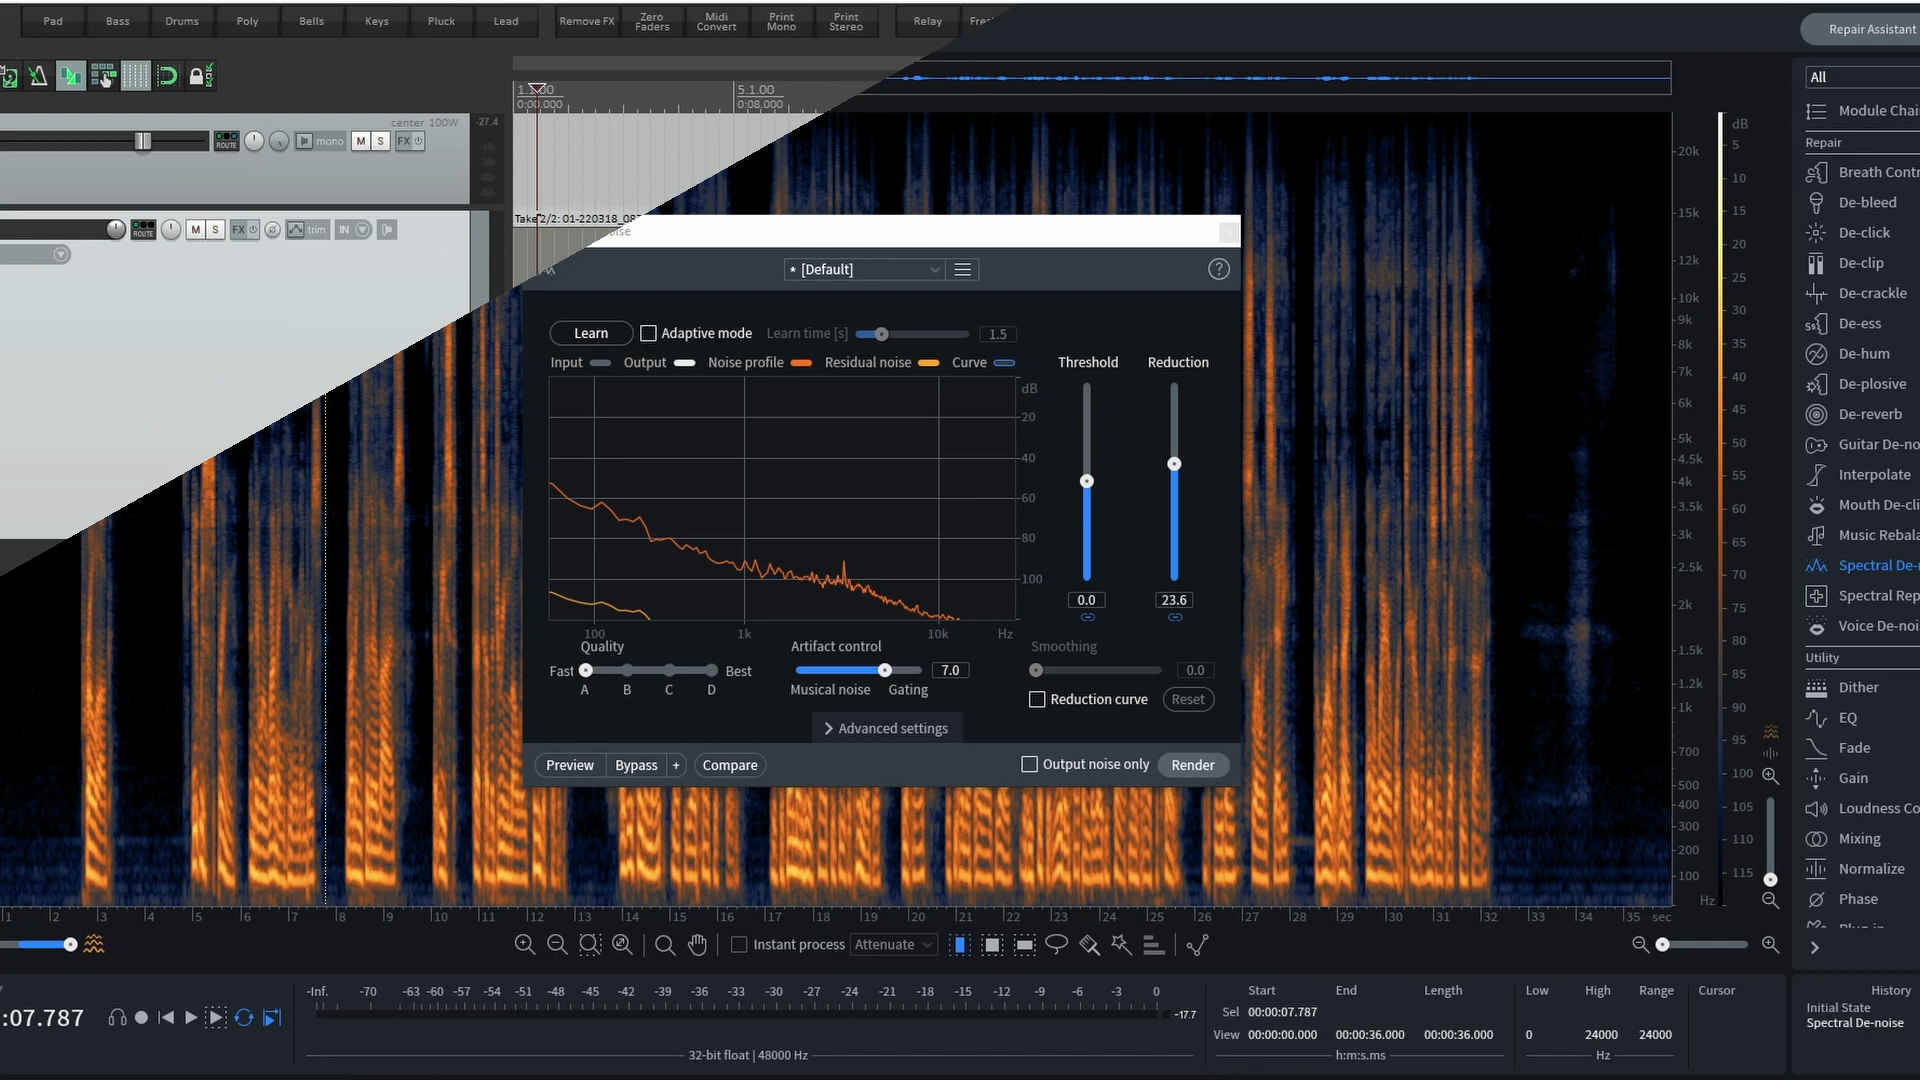 Pad Bass Drums Poly Bells Keys Pluck Lead Remove FX Zero Faders Midi Convert Print Mono Print Stereo Relay
Repair Assistant
center 100W
-27.4
1.1.00 5.1.00
0:00.000 0:08.000
ROUTE mono M S FX
Take 2/2: 01-220318_083
ROUTE M S FX trim IN
* [Default]
?
Learn Adaptive mode Learn time [s] 1.5
Input Output Noise profile Residual noise Curve Threshold Reduction
dB
20
40
60
80
100
100 1k 10k Hz
0.0 23.6
Quality Artifact control Smoothing
Fast Best 7.0 0.0
A B C D Musical noise Gating Reduction curve Reset
Advanced settings
Preview Bypass + Compare Output noise only Render
20k
15k
12k
10k
9k
8k
7k
6k
5k
4.5k
4k
3.5k
3k
2.5k
2k
1.5k
1.2k
1k
700
500
400
300
200
100
Hz
dB
5
10
15
20
25
30
35
40
45
50
55
60
65
70
75
80
85
90
95
100
105
110
115
All
Module Chai
Repair
Breath Contr
De-bleed
De-click
De-clip
De-crackle
De-ess
De-hum
De-plosive
De-reverb
Guitar De-no
Interpolate
Mouth De-cli
Music Rebala
Spectral De-n
Spectral Rep
Voice De-noi
Utility
Dither
EQ
Fade
Gain
Loudness Co
Mixing
Normalize
Phase
1 2 3 4 5 6 7 8 9 10 11 12 13 14 15 16 17 18 19 20 21 22 23 24 25 26 27 28 29 30 31 32 33 34 35 sec
Instant process Attenuate
:07.787
-Inf. -70 -63 -60 -57 -54 -51 -48 -45 -42 -39 -36 -33 -30 -27 -24 -21 -18 -15 -12 -9 -6 -3 0
-17.7
32-bit float | 48000 Hz
Start End Length Low High Range Cursor
Sel 00:00:07.787
View 00:00:00.000 00:00:36.000 00:00:36.000 0 24000 24000
h:m:s.ms Hz
History
Initial State
Spectral De-noise